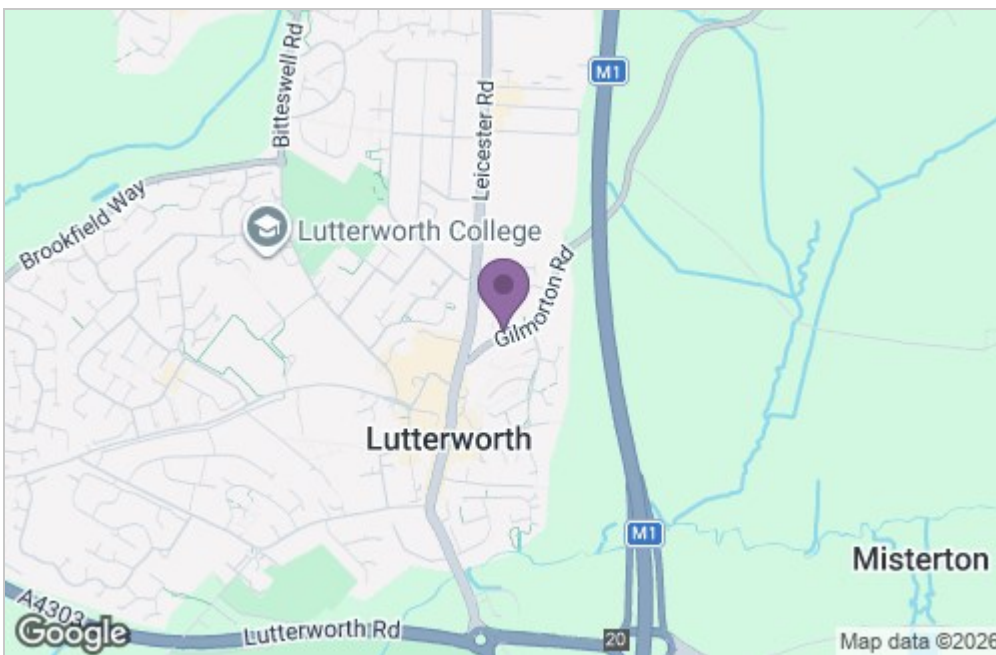 M1
Bitteswell Rd
Leicester Rd
Brookfield Way
Lutterworth College
Gilmorton Rd
Lutterworth
M1
Misterton
A4303
Lutterworth Rd
20
Google
Map data ©2026